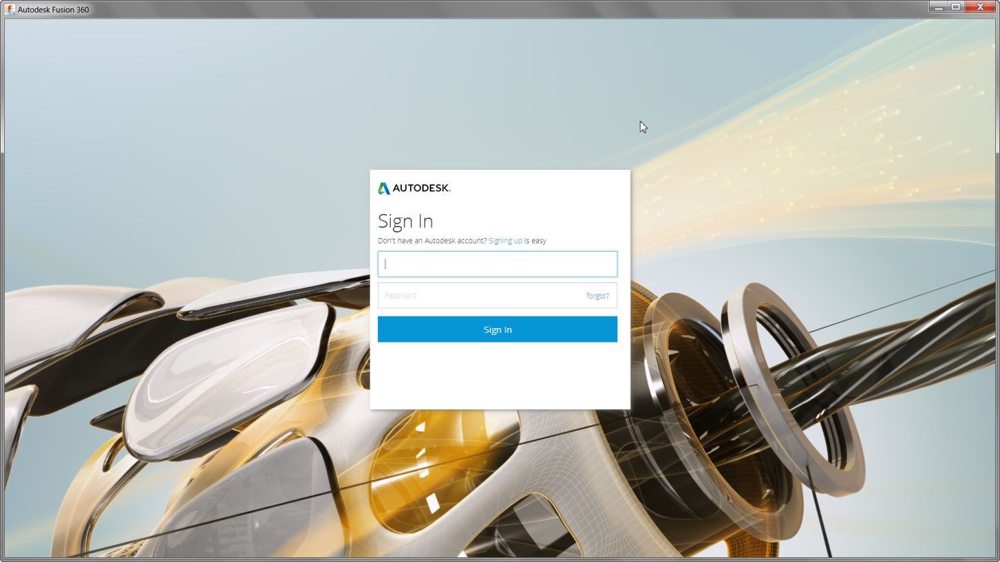 Autodesk Fusion 360
AUTODESK.
Sign In
Don't have an Autodesk account? Signing up is easy
Password forgot?
Sign In